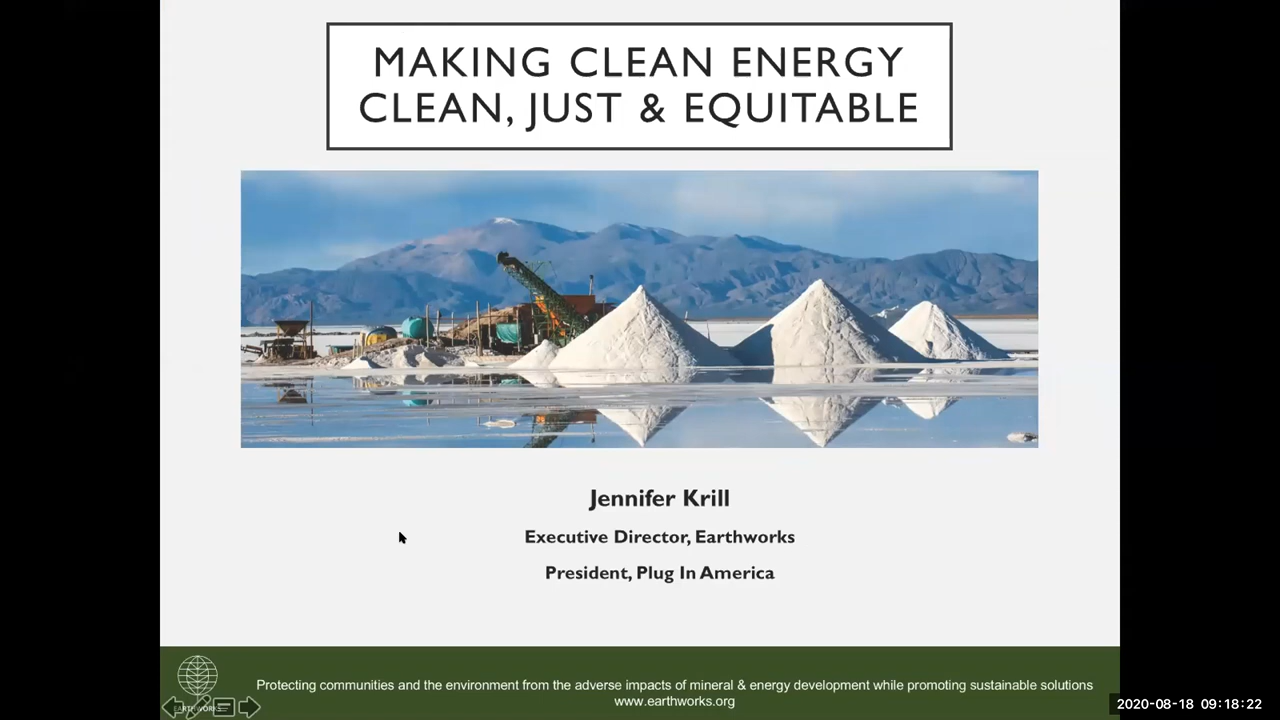 MAKING CLEAN ENERGY
CLEAN, JUST & EQUITABLE
Jennifer Krill
Executive Director, Earthworks
President, Plug In America
EARTHWORKS
Protecting communities and the environment from the adverse impacts of mineral & energy development while promoting sustainable solutions
www.earthworks.org
2020-08-18 09:18:22